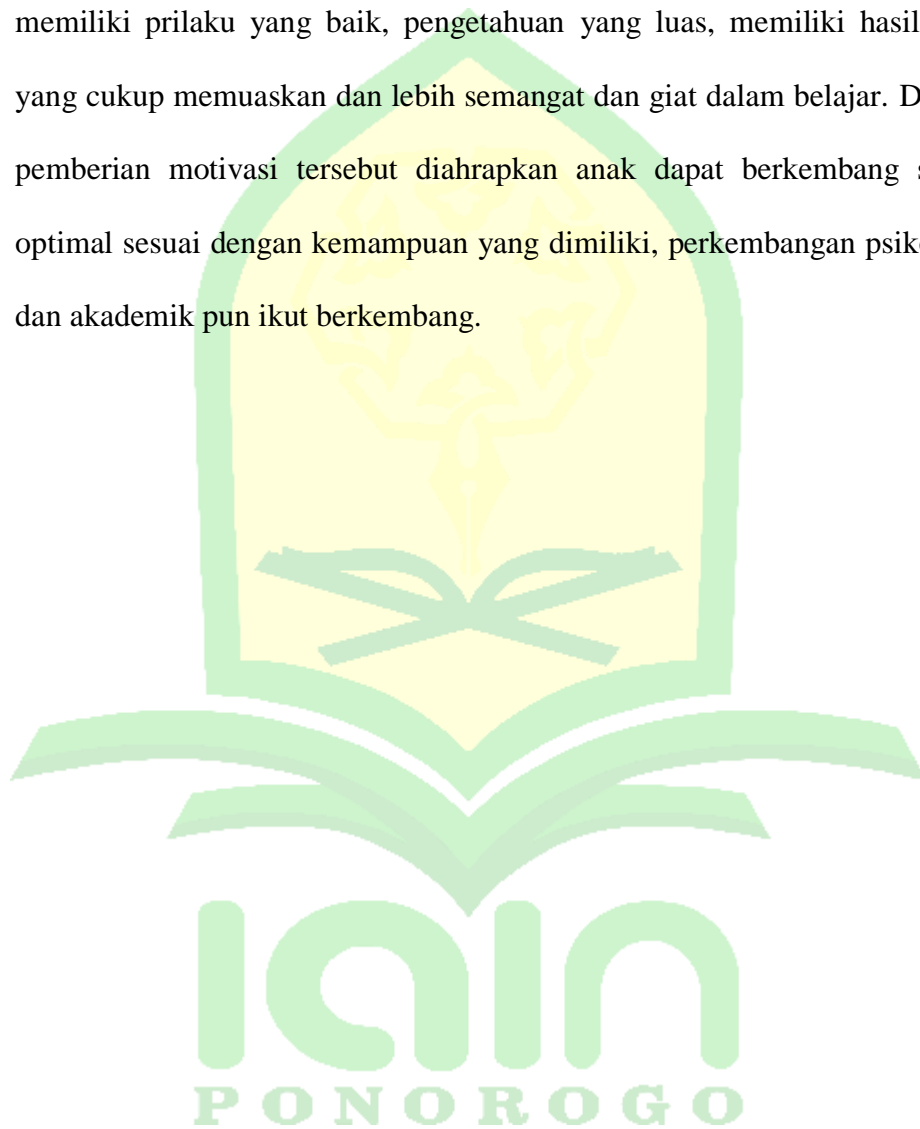 memiliki prilaku yang baik, pengetahuan yang luas, memiliki hasil
yang cukup memuaskan dan lebih semangat dan giat dalam belajar. D
pemberian motivasi tersebut diahrapkan anak dapat berkembang s
optimal sesuai dengan kemampuan yang dimiliki, perkembangan psik
dan akademik pun ikut berkembang.
IAIN
PONOROGO